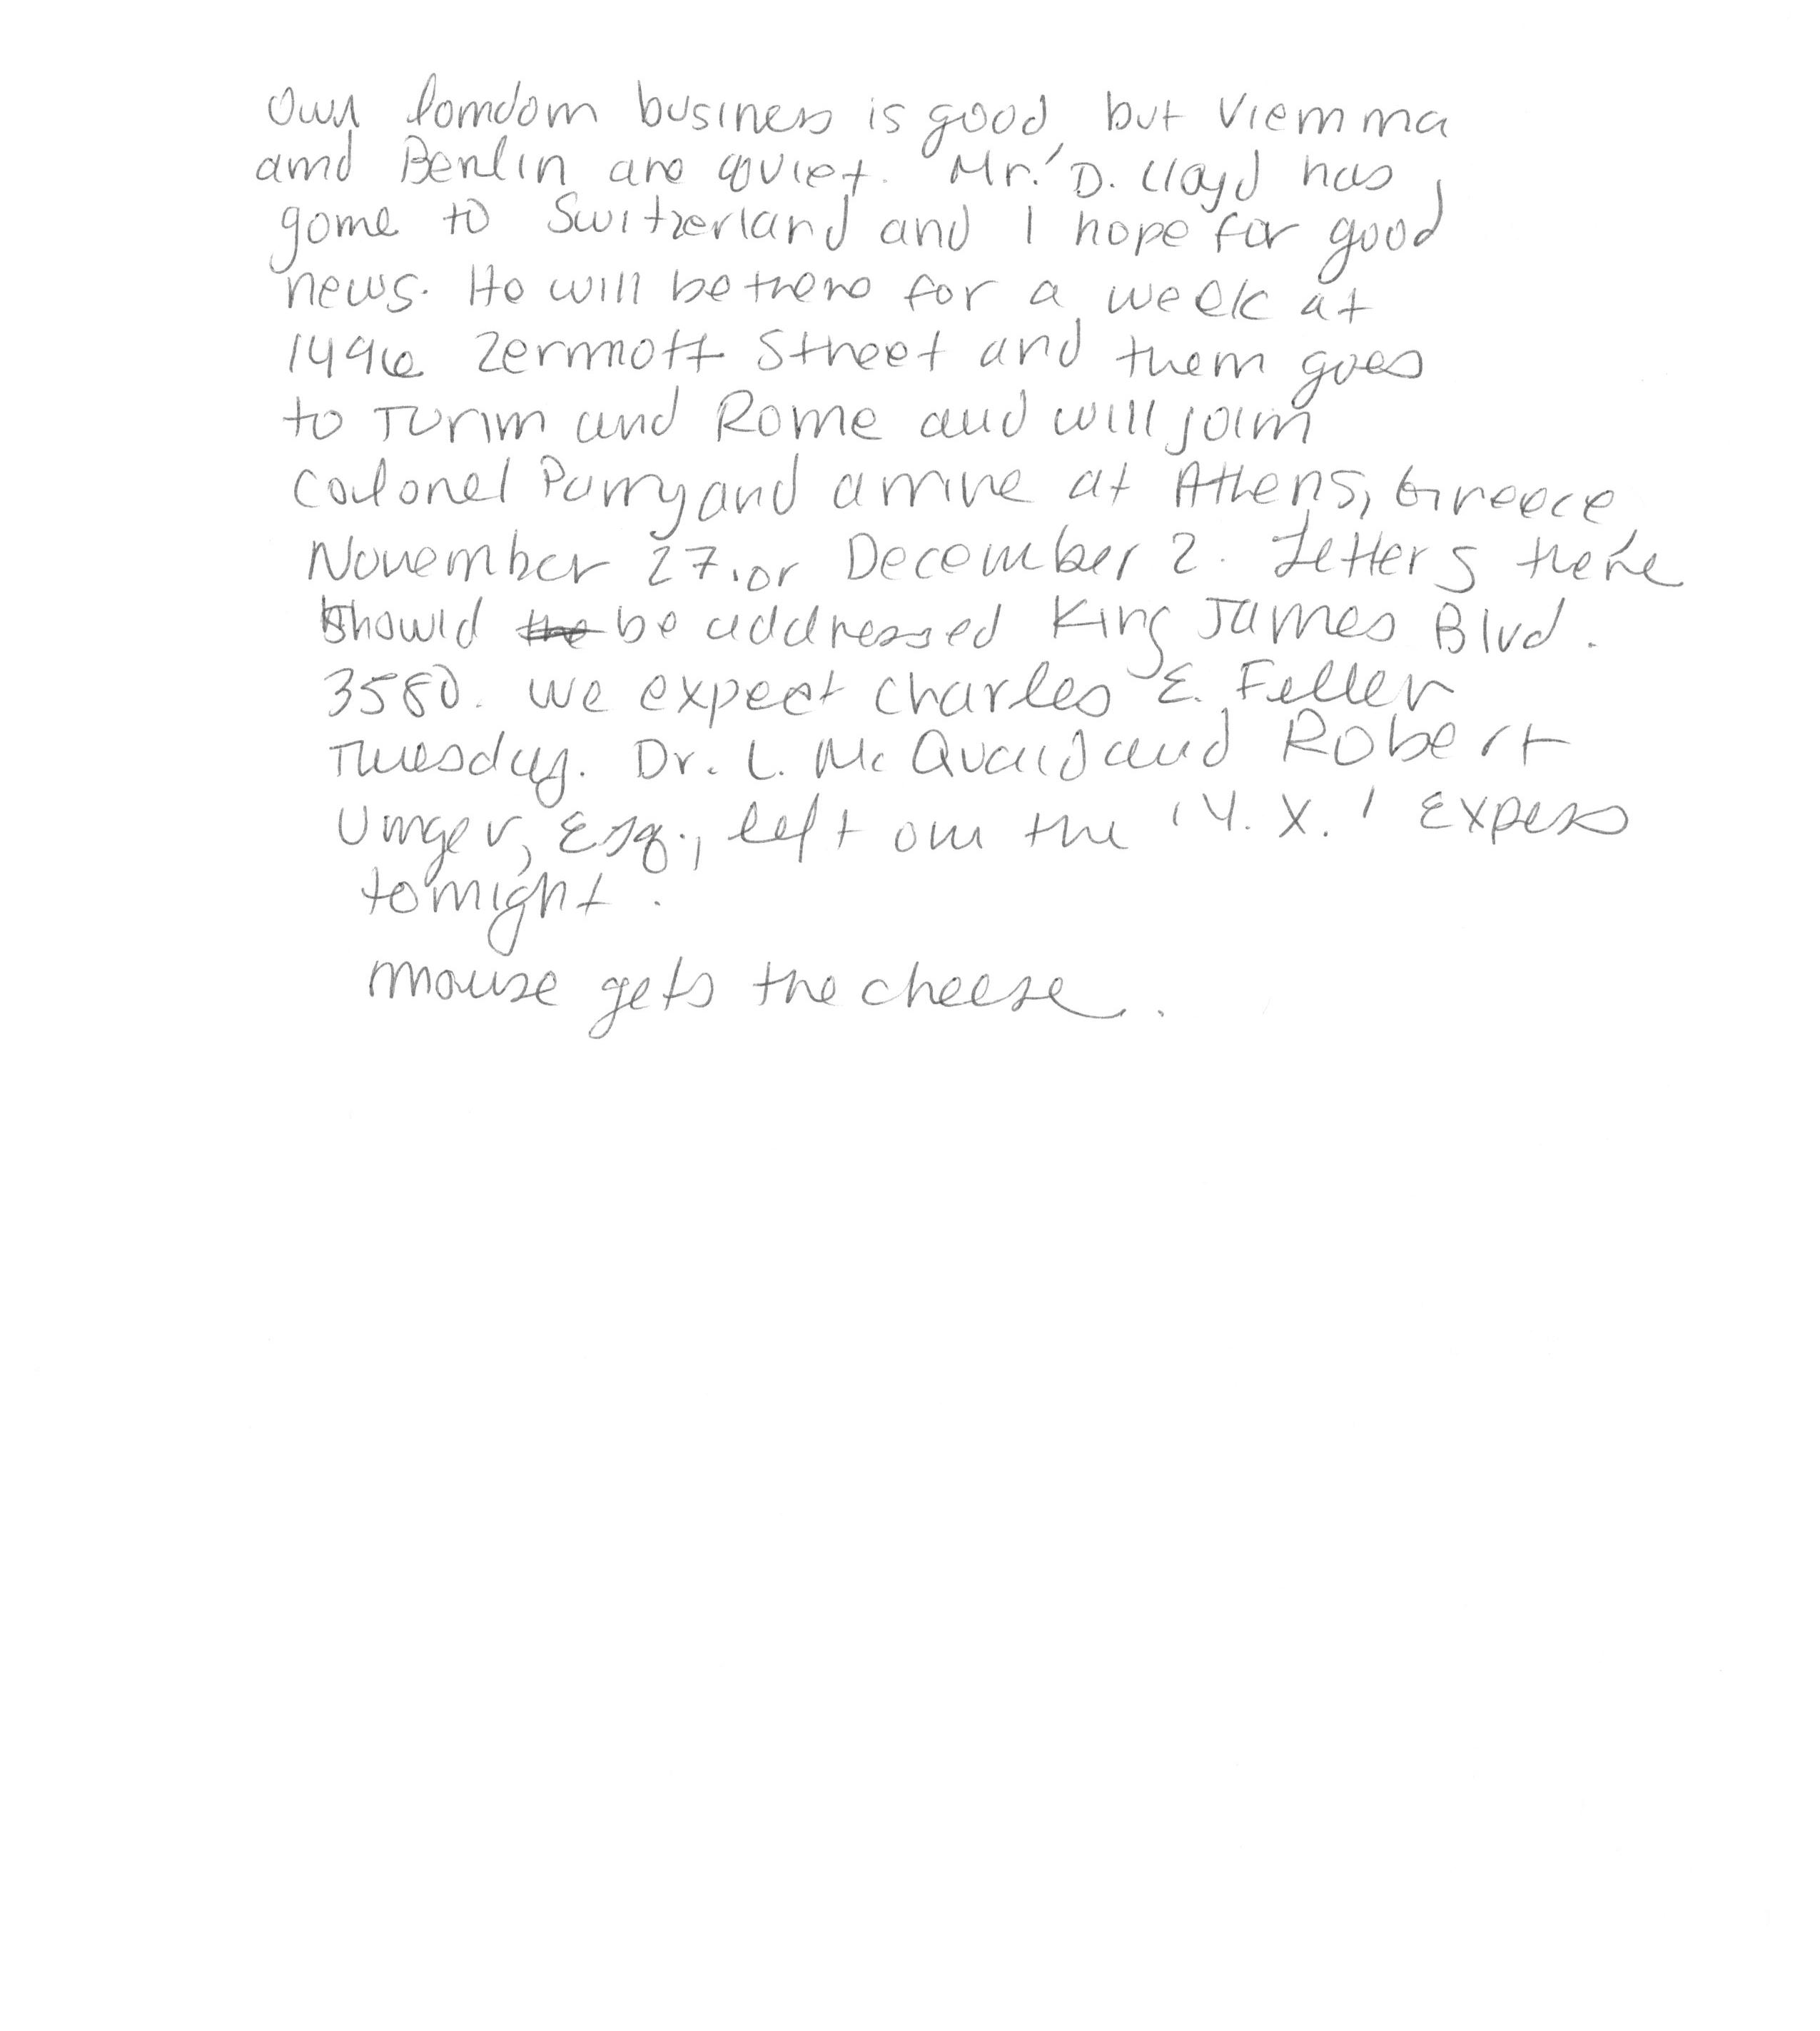 Our London business is good, but Vienna
and Berlin are quiet. Mr. D. Lloyd has
gone to Switzerland and I hope for good
news. He will be there for a week at
1496 Zermott Street and then goes
to Turin and Rome and will join
Colonel Parry and arrive at Athens, Greece,
November 27. or December 2. Letters there
should the be addressed King James Blvd.
3580. We expect Charles E. Feller
Tuesday. Dr. L. McQuaid and Robert
Unger, Esq., left on the 'Y. X.' Expess
tonight.
mouse gets the cheese.